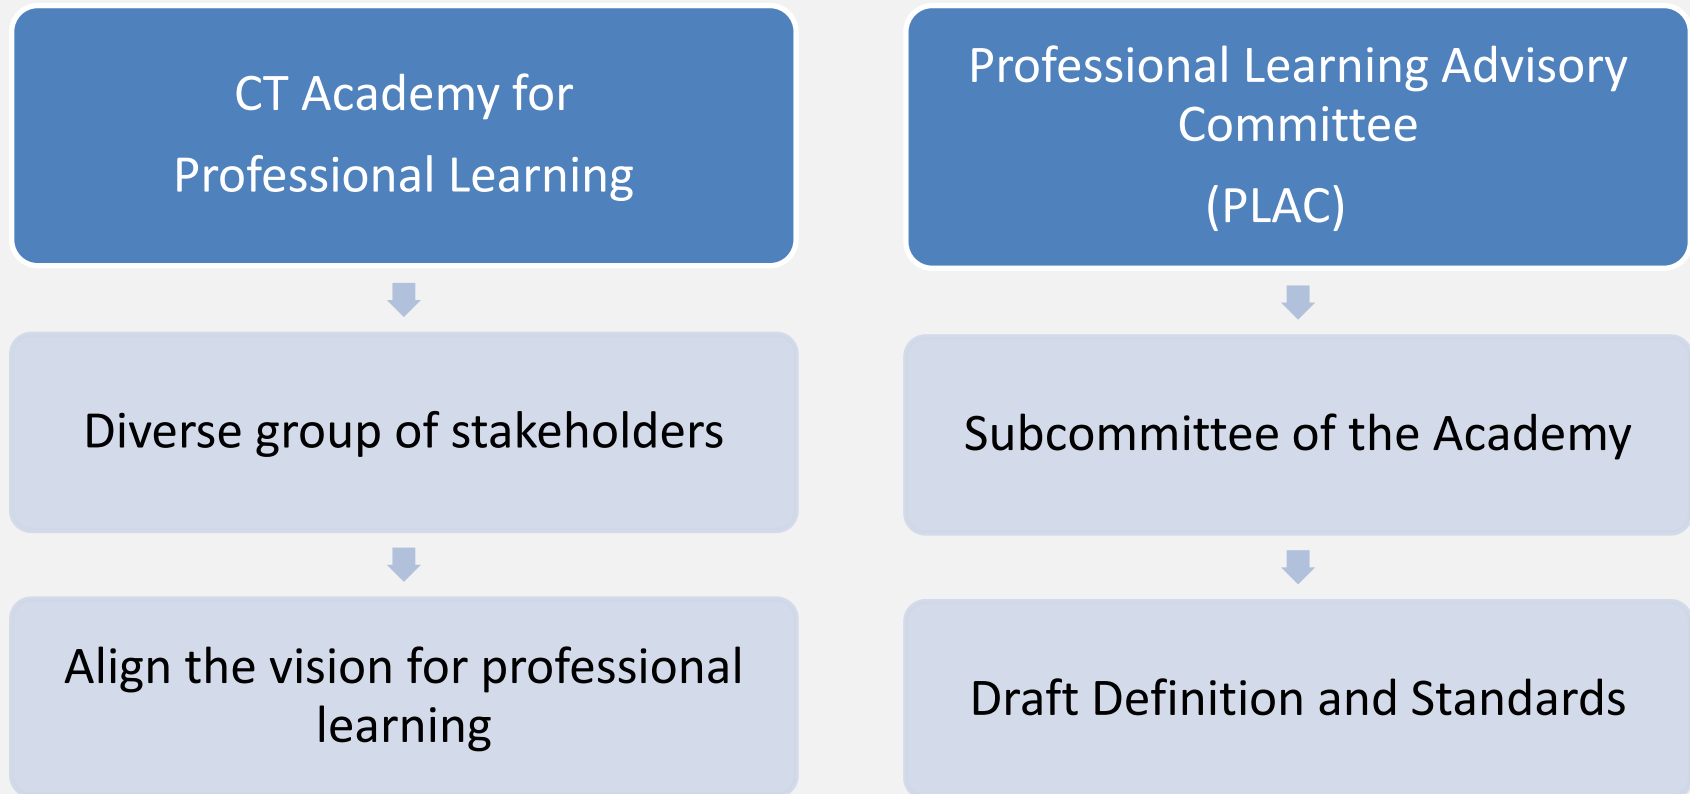 CT Academy for
Professional Learning
Diverse group of stakeholders
Align the vision for professional
learning
Professional Learning Advisory
Committee
(PLAC)
Subcommittee of the Academy
Draft Definition and Standards